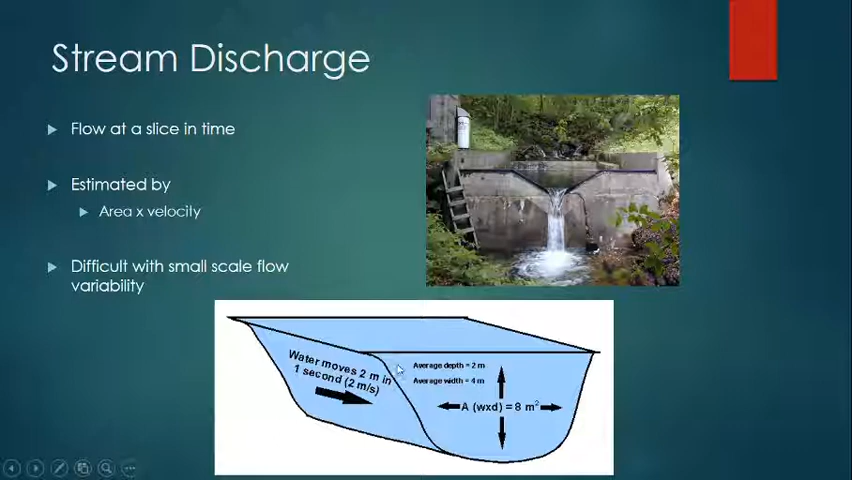 Stream Discharge
Flow at a slice in time
Estimated by
Area x velocity
Difficult with small scale flow
variability
Water moves 2 m in
1 second (2 m/s)
Average depth = 2 m
Average width = 4 m
A (wxd) = 8 m²